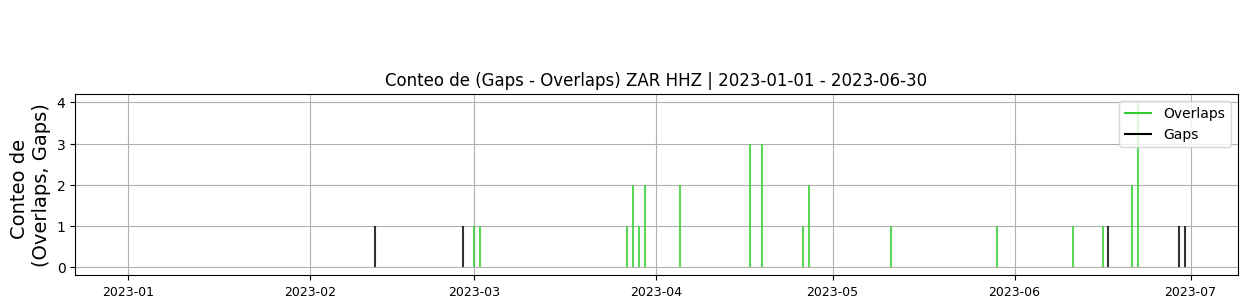 Conteo de (Gaps - Overlaps) ZAR HHZ | 2023-01-01 - 2023-06-30
Conteo de
(Overlaps, Gaps)
4
3
2
1
0
Overlaps
Gaps
2023-01 2023-02 2023-03 2023-04 2023-05 2023-06 2023-07